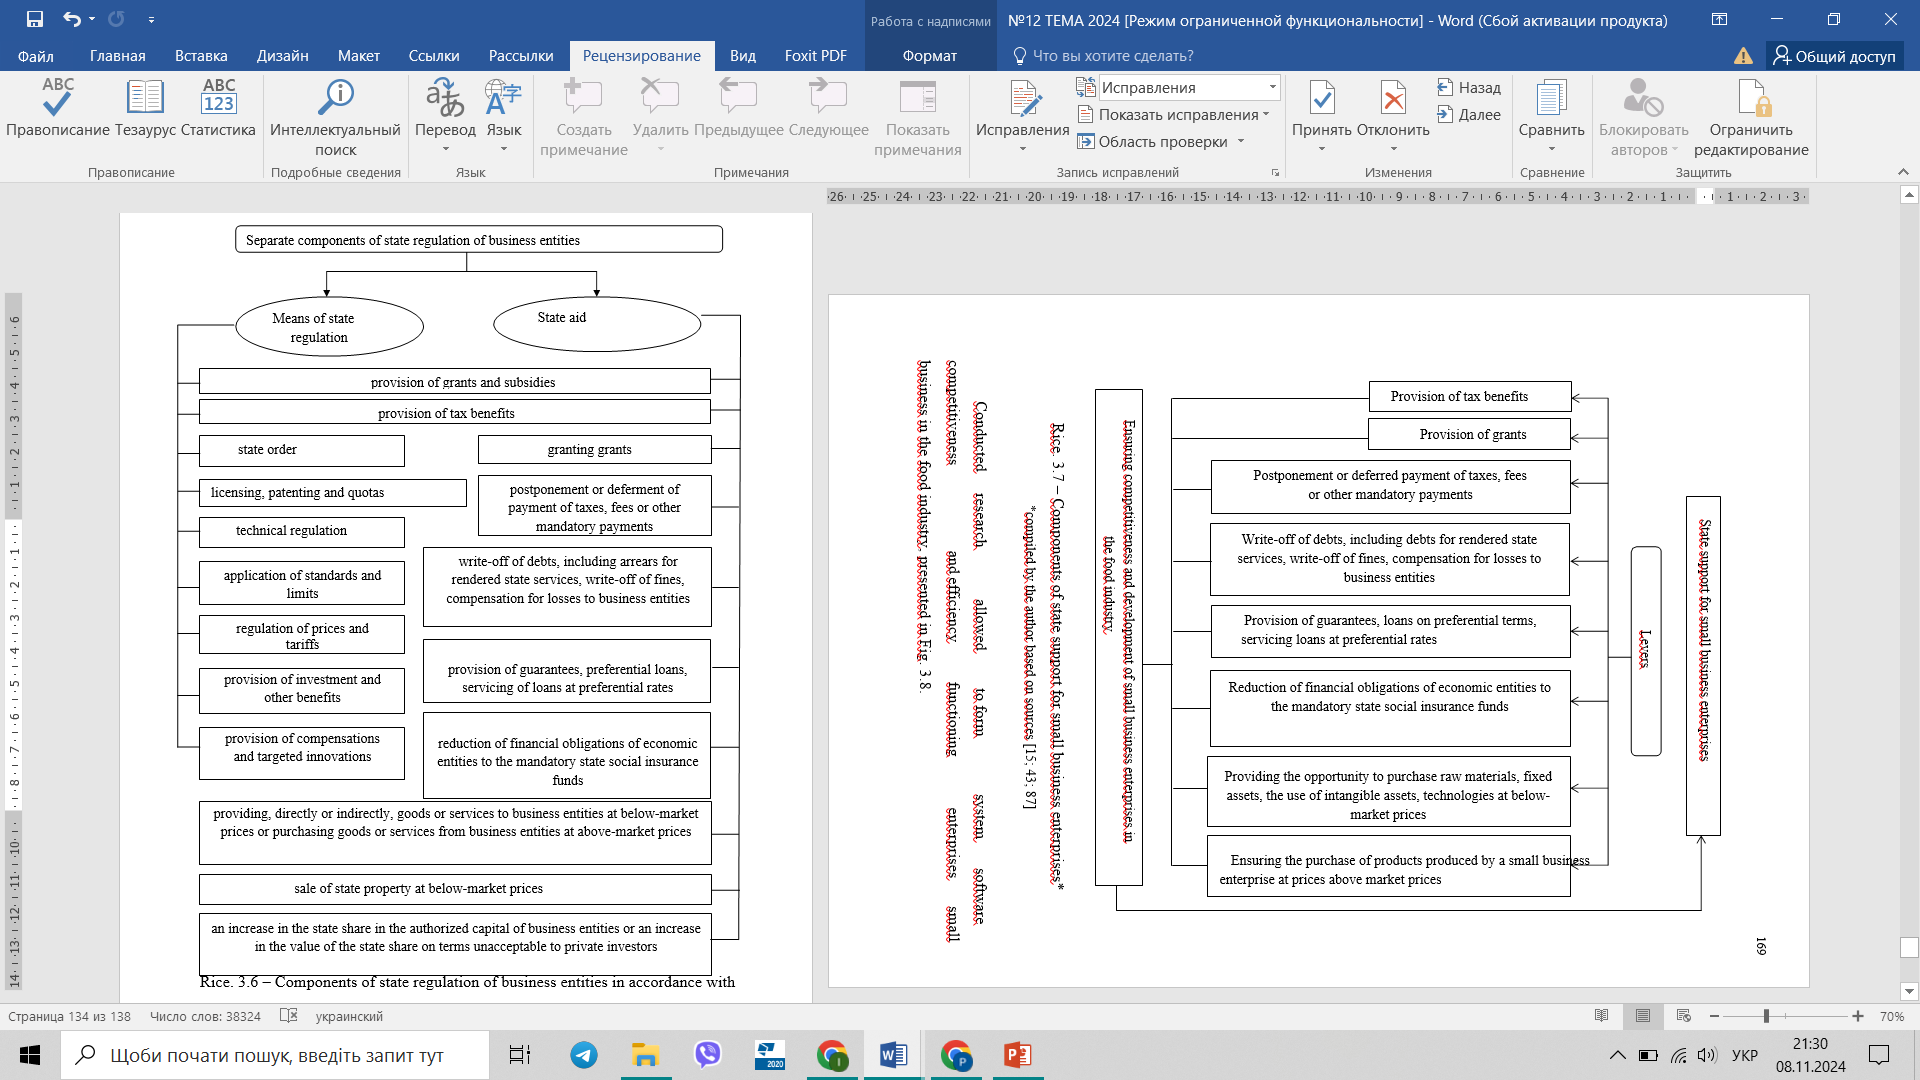 Работа с надписями
№12 ТЕМА 2024 [Режим ограниченной функциональности] - Word (Сбой активации продукта)
Файл
Главная
Вставка
Дизайн
Макет
Ссылки
Рассылки
Рецензирование
Вид
Foxit PDF
Формат
Что вы хотите сделать?
Общий доступ
Правописание
Тезаурус
Статистика
Интеллектуальный
поиск
Перевод
Язык
Создать
примечание
Удалить
Предыдущее
Следующее
Показать
примечания
Исправления
Исправления
Показать исправления
Область проверки
Принять
Отклонить
Назад
Далее
Сравнить
Блокировать
авторов
Ограничить
редактирование
Правописание
Подробные сведения
Язык
Примечания
Запись исправлений
Изменения
Сравнение
Защитить
Separate components of state regulation of business entities
Means of state
regulation
State aid
provision of grants and subsidies
provision of tax benefits
state order
granting grants
licensing, patenting and quotas
postponement or deferment of
payment of taxes, fees or other
mandatory payments
technical regulation
application of standards and
limits
write-off of debts, including arrears for
rendered state services, write-off of fines,
compensation for losses to business entities
regulation of prices and
tariffs
provision of guarantees, preferential loans,
servicing of loans at preferential rates
provision of investment and
other benefits
provision of compensations
and targeted innovations
reduction of financial obligations of economic
entities to the mandatory state social insurance
funds
providing, directly or indirectly, goods or services to business entities at below-market
prices or purchasing goods or services from business entities at above-market prices
sale of state property at below-market prices
an increase in the state share in the authorized capital of business entities or an increase
in the value of the state share on terms unacceptable to private investors
Rice. 3.6 – Components of state regulation of business entities in accordance with
169
State support for small business enterprises
Levers
Provision of tax benefits
Provision of grants
Postponement or deferred payment of taxes, fees
or other mandatory payments
Write-off of debts, including debts for rendered state
services, write-off of fines, compensation for losses to
business entities
Provision of guarantees, loans on preferential terms,
servicing loans at preferential rates
Reduction of financial obligations of economic entities to
the mandatory state social insurance funds
Providing the opportunity to purchase raw materials, fixed
assets, the use of intangible assets, technologies at below-
market prices
Ensuring the purchase of products produced by a small business
enterprise at prices above market prices
Ensuring competitiveness and development of small business enterprises in
the food industry
Rice. 3.7 – Components of state support for small business enterprises*
*compiled by the author based on sources [15; 43; 87]
Conducted research allowed to form system software
competitiveness and efficiency functioning enterprises small
business in the food industry, presented in Fig. 3.8.
Страница 134 из 138
Число слов: 38324
украинский
70%
Щоби почати пошук, введіть запит тут
УКР
21:30
08.11.2024